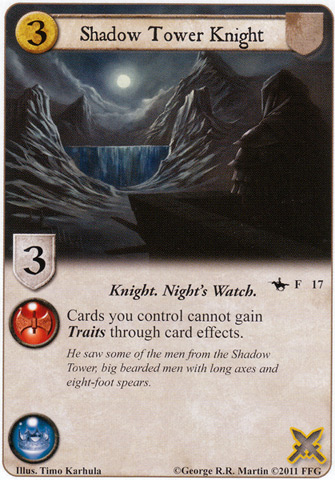 3
Shadow Tower Knight
3
Knight. Night's Watch.
F 17
Cards you control cannot gain
Traits through card effects.
He saw some of the men from the Shadow
Tower, big bearded men with long axes and
eight-foot spears.
Illus. Timo Karhula
©George R.R. Martin ©2011 FFG